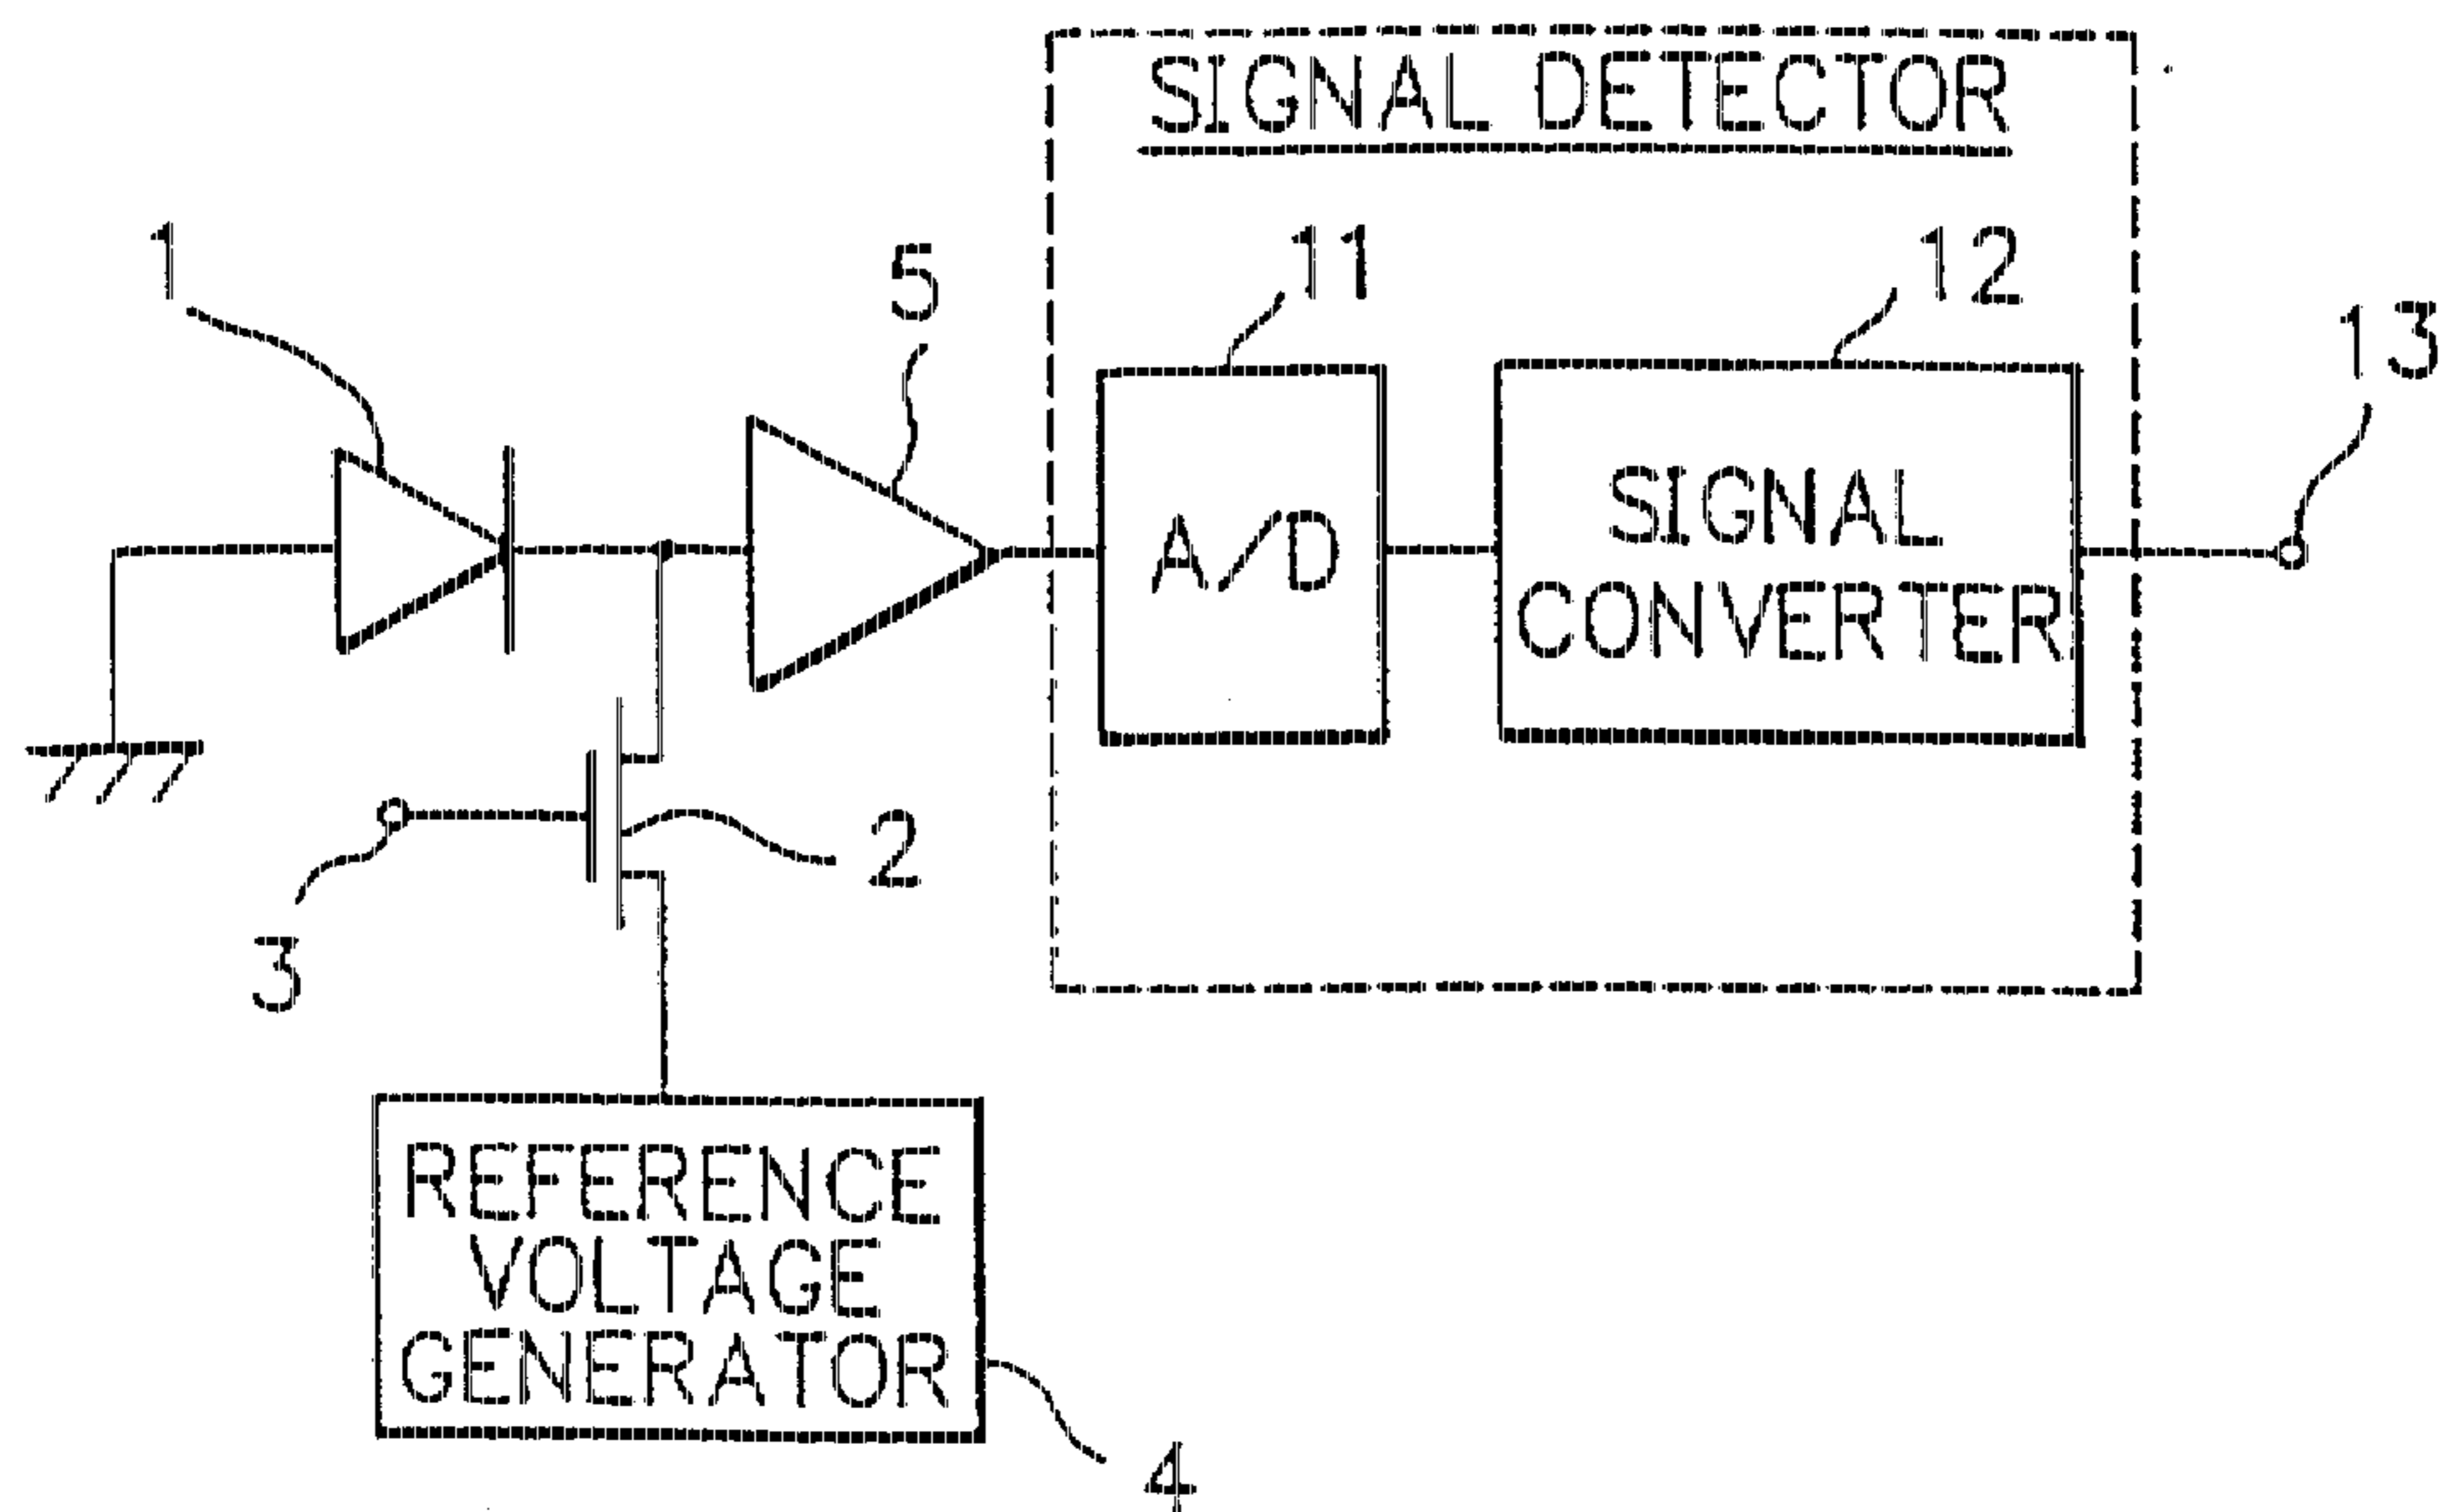 SIGNAL DETECTOR
1
5
11
12
13
A/D
SIGNAL
CONVERTER
2
3
REFERENCE
VOLTAGE
GENERATOR
4